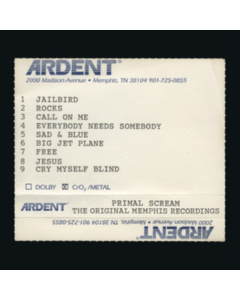 ARDENT®
2000 Madison Avenue • Memphis, TN 38104 901-725-0855
1 JAILBIRD
2 ROCKS
3 CALL ON ME
4 EVERYBODY NEEDS SOMEBODY
5 SAD & BLUE
6 BIG JET PLANE
7 FREE
8 JESUS
9 CRY MYSELF BLIND
☐ DOLBY ☒ CrO₂/METAL
ARDENT® PRIMAL SCREAM
THE ORIGINAL MEMPHIS RECORDINGS
2000 Madison Avenue • Memphis, TN 38104 901-725-0855
ARDENT